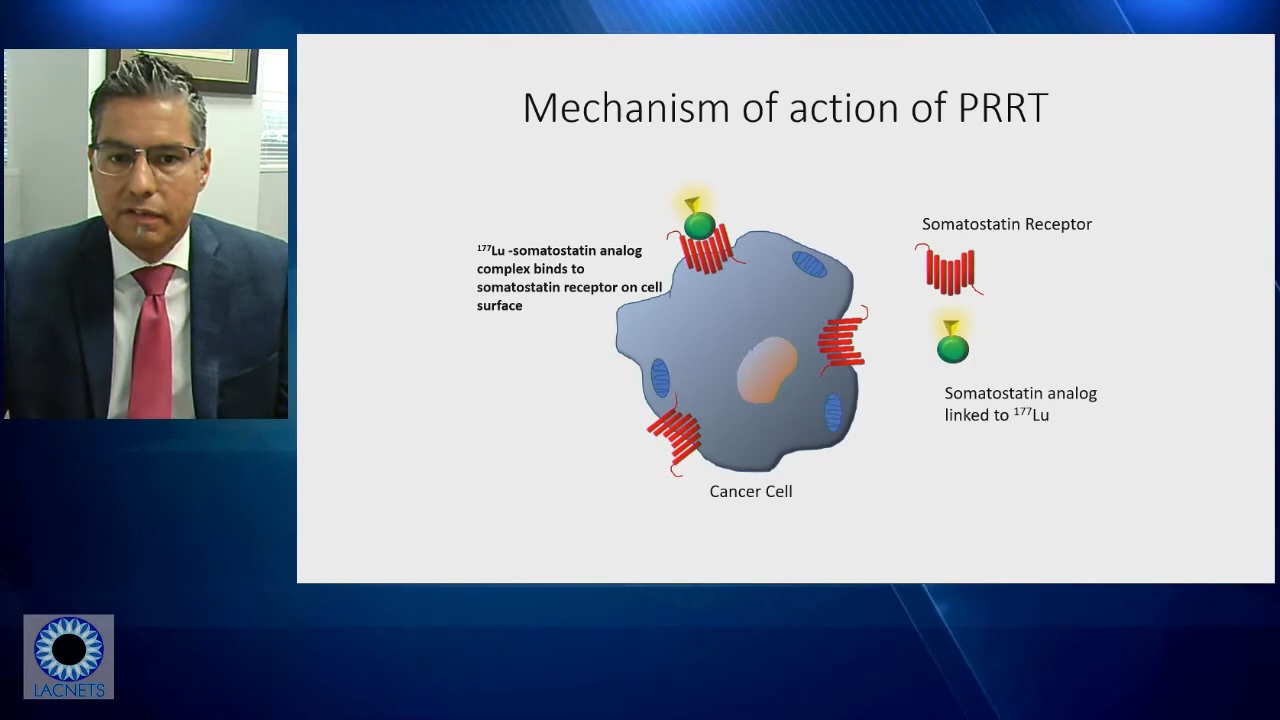 Mechanism of action of PRRT
¹⁷⁷Lu -somatostatin analog
complex binds to
somatostatin receptor on cell
surface
Somatostatin Receptor
Somatostatin analog
linked to ¹⁷⁷Lu
Cancer Cell
LACNETS